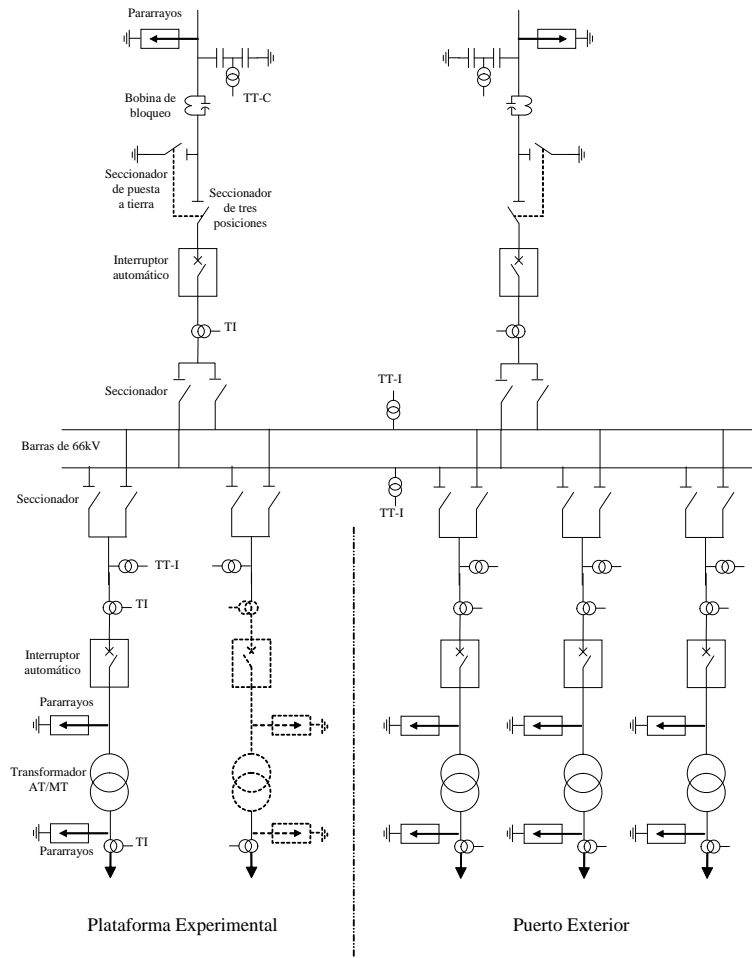 Pararrayos
TT-C
Bobina de
bloqueo
Seccionador
de puesta
a tierra
Seccionador
de tres
posiciones
Interruptor
automático
TI
TT-I
Seccionador
Barras de 66kV
Seccionador
TT-I
TT-I
TI
Interruptor
automático
Pararrayos
Transformador
AT/MT
Pararrayos
TI
Plataforma Experimental
Puerto Exterior